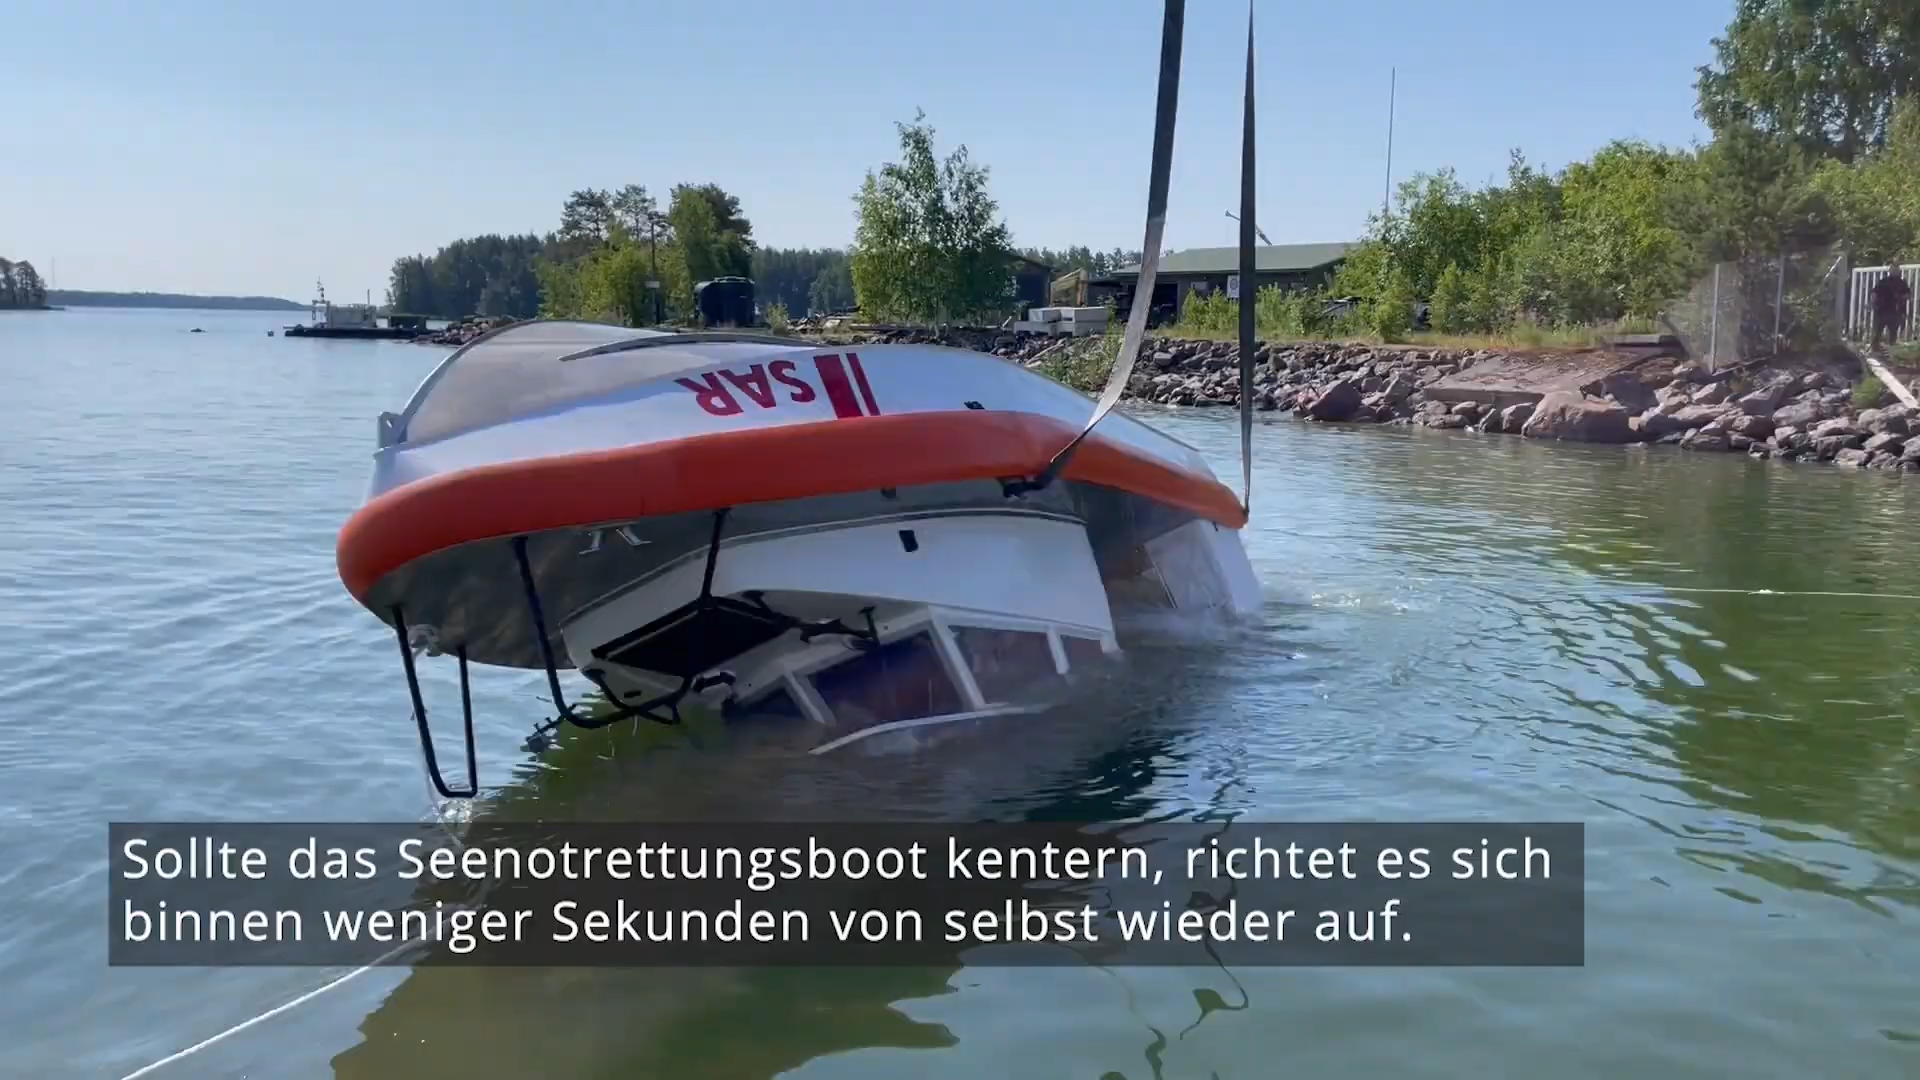 SAR
Sollte das Seenotrettungsboot kentern, richtet es sich
binnen weniger Sekunden von selbst wieder auf.